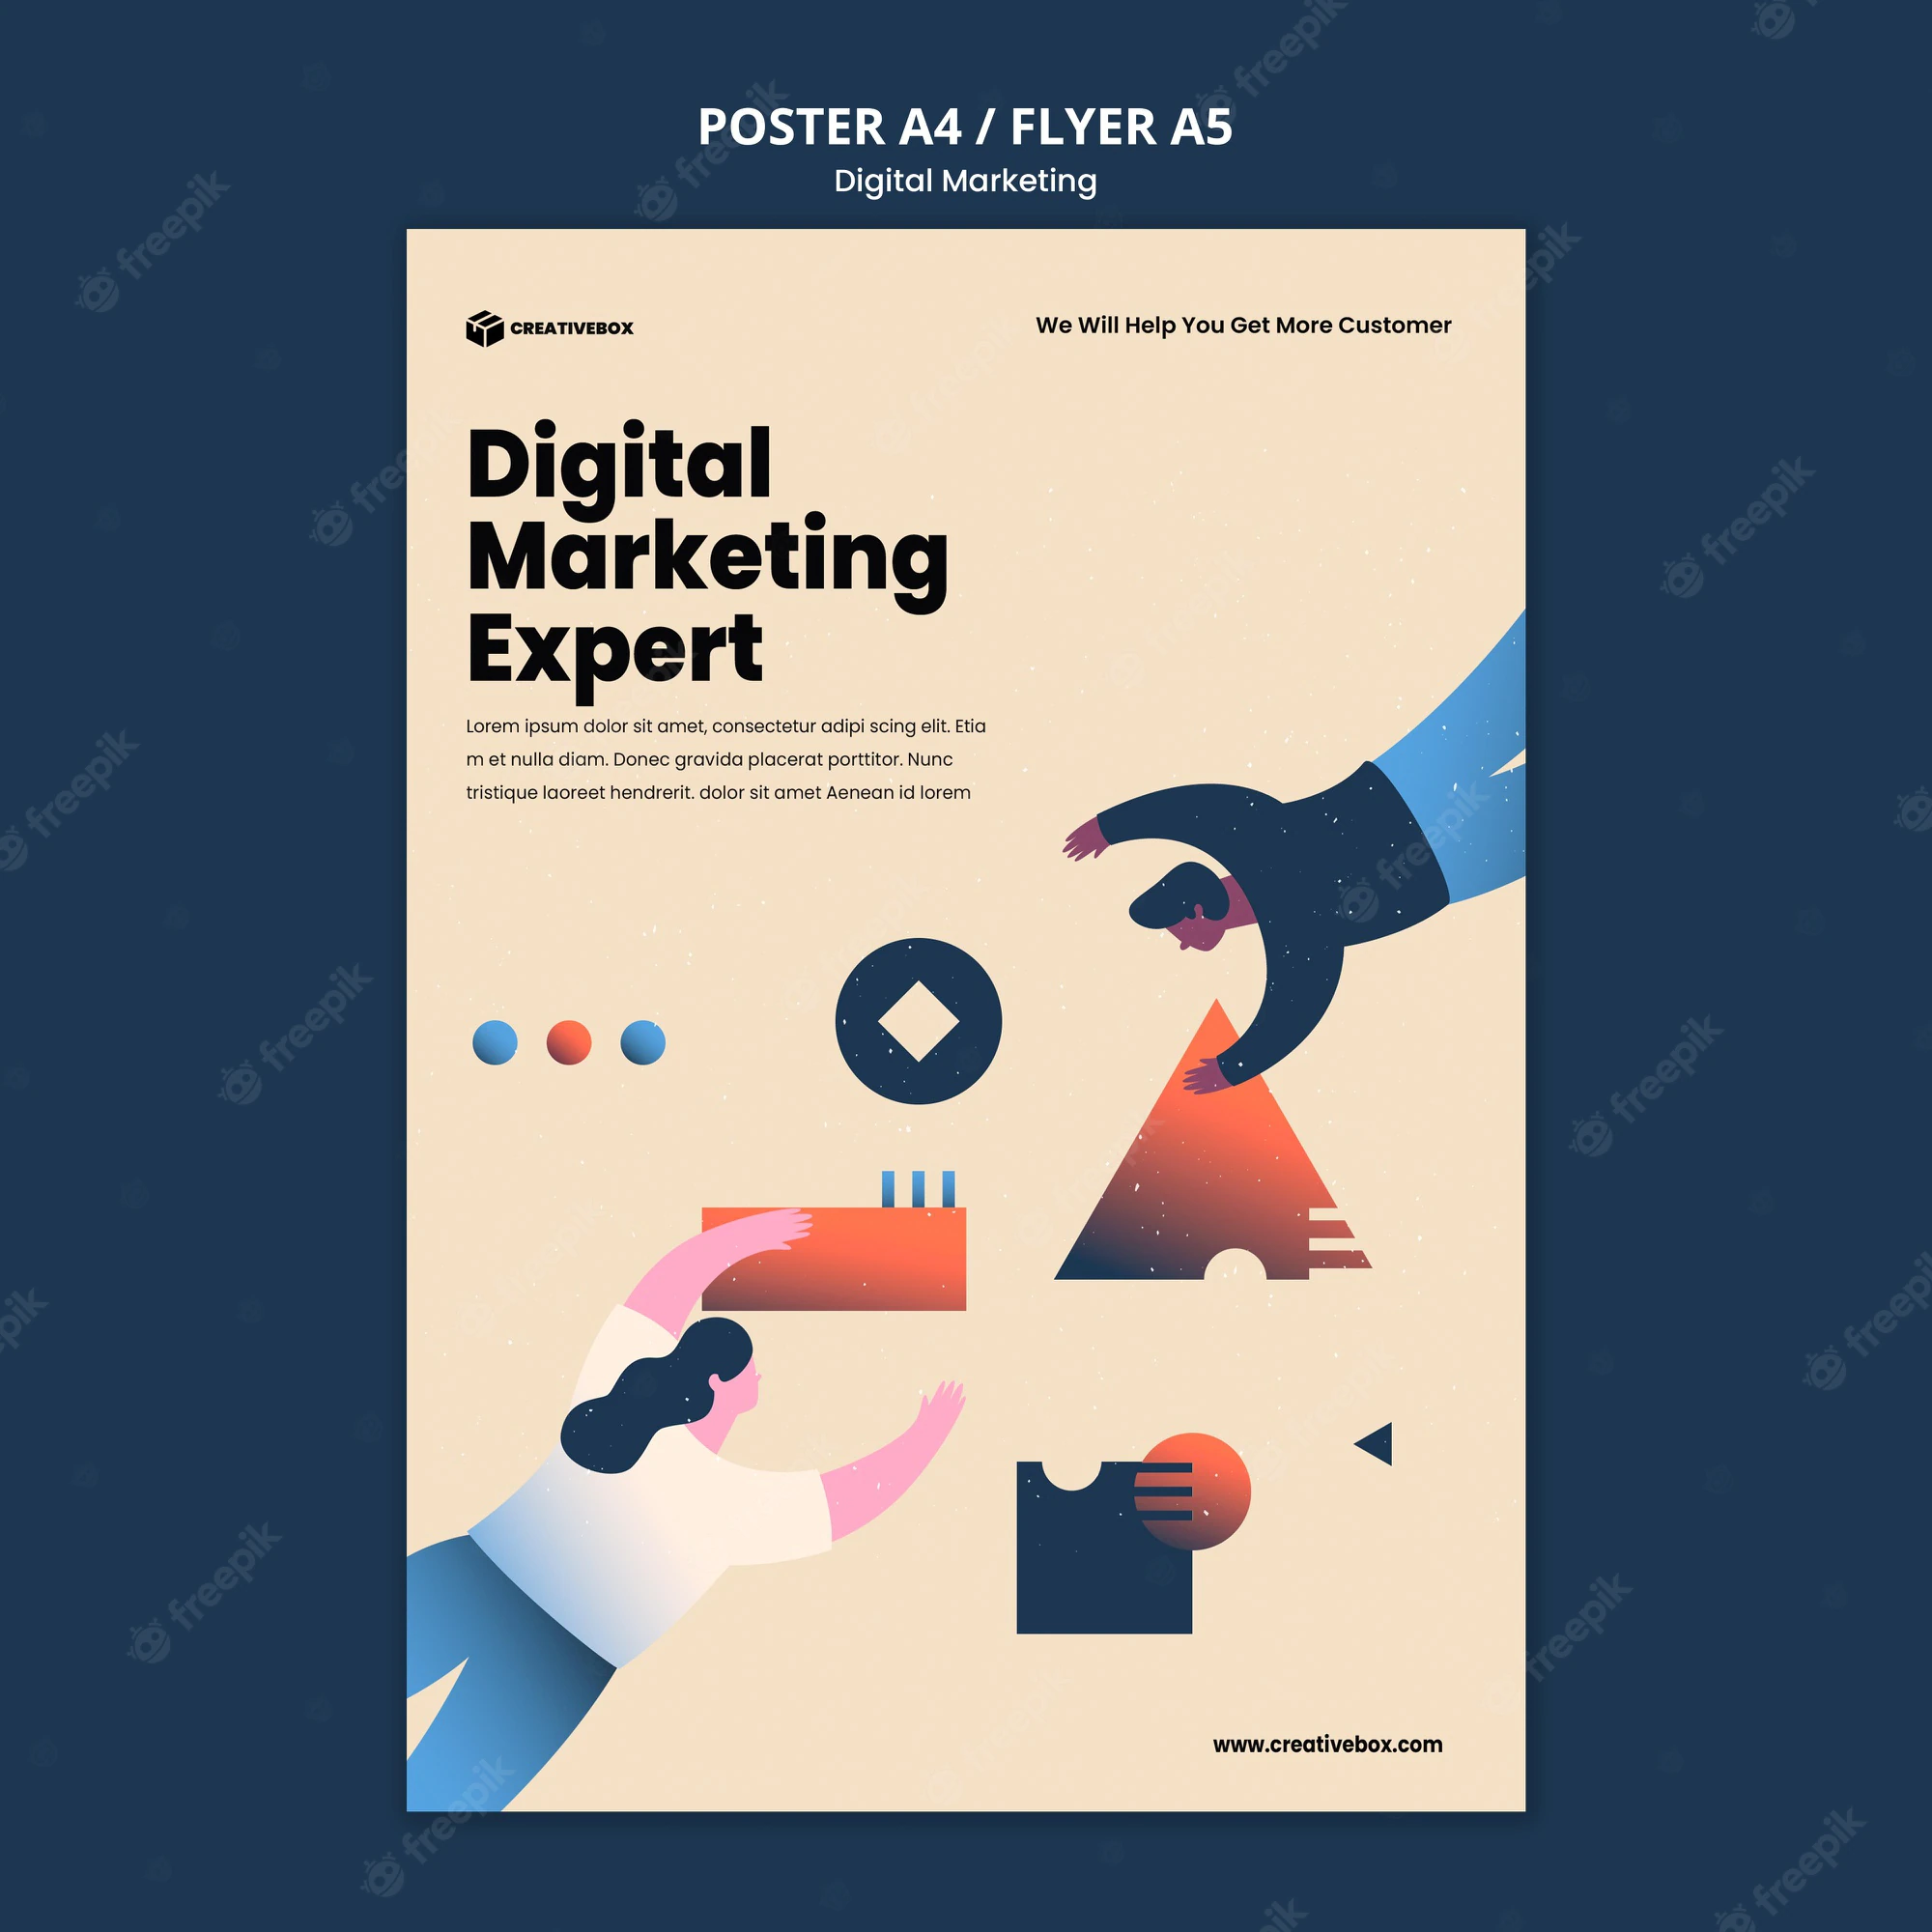 POSTER A4 / FLYER A5
Digital Marketing
CREATIVEBOX
We Will Help You Get More Customer
Digital
Marketing
Expert
Lorem ipsum dolor sit amet, consectetur adipi scing elit. Etia
m et nulla diam. Donec gravida placerat porttitor. Nunc
tristique laoreet hendrerit. dolor sit amet Aenean id lorem
www.creativebox.com
freepik